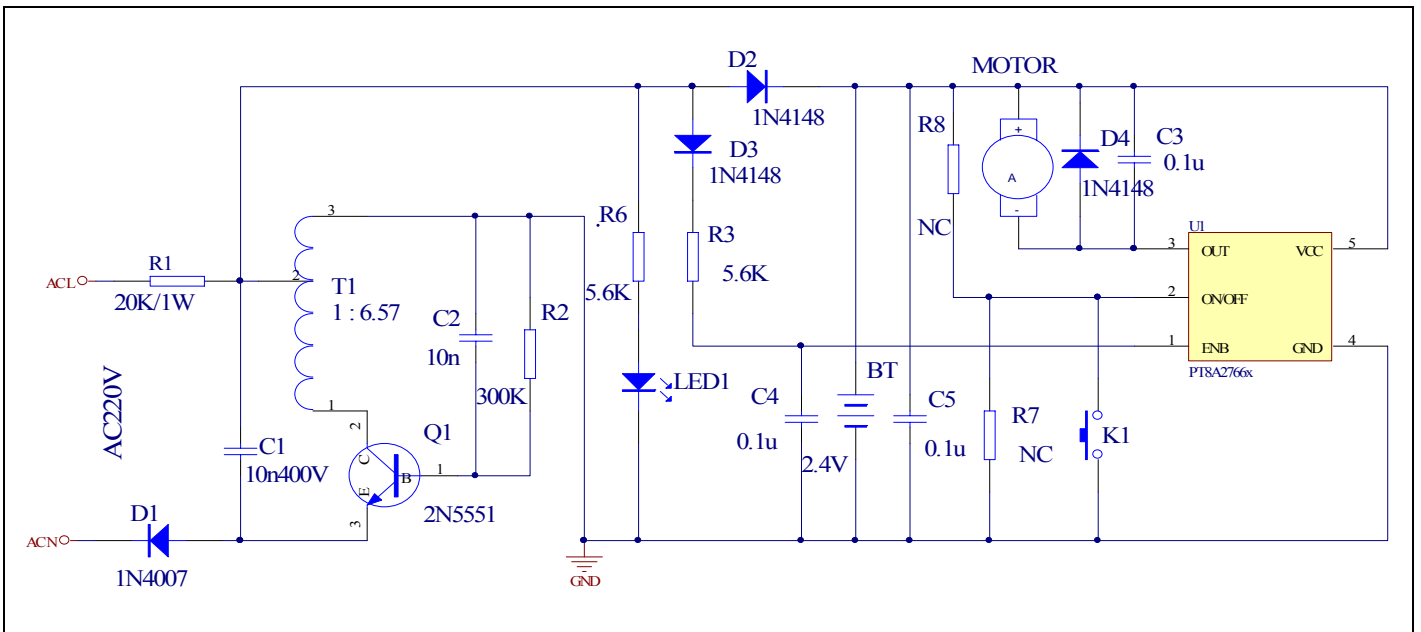 D2
MOTOR
1N4148
R8
D3
1N4148
+
A
-
D4
1N4148
C3
0.1u
NC
3
.R6
5.6K
R3
5.6K
U1
3
OUT
VCC
5
2
ON/OFF
1
ENB
GND
4
PT8A2766x
ACL
R1
20K/1W
2
T1
1 : 6.57
C2
10n
R2
300K
LED1
BT
C4
0.1u
2.4V
C5
0.1u
R7
NC
K1
AC220V
1
2
C
Q1
B
1
E
3
2N5551
C1
10n400V
D1
ACN
1N4007
GND